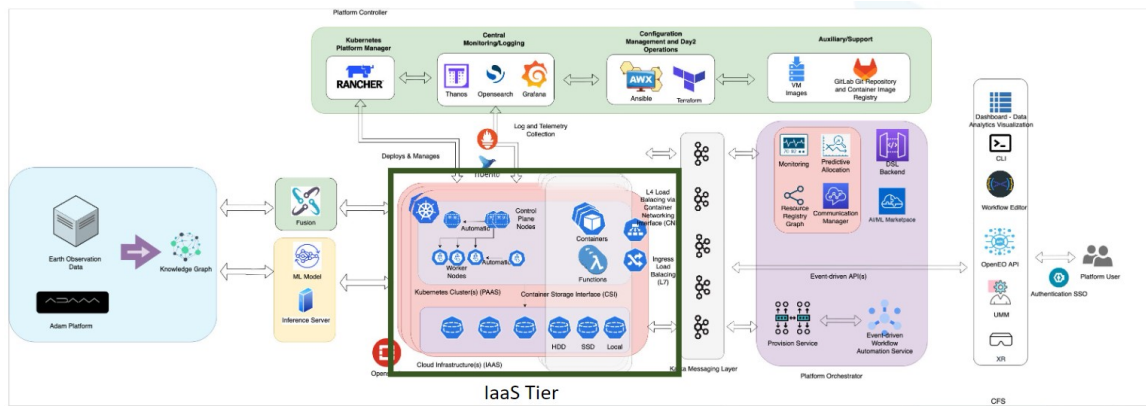 Platform Controller
Kubernetes
Platform Manager
Central
Monitoring/Logging
Configuration
Management and Day2
Operations
Auxiliary/Support
RANCHER
Thanos
Opensearch
Grafana
AWX
Ansible
Terraform
VM
Images
GitLab Git Repository
and Container Image
Registry
Deploys & Manages
Log and Telemetry
Collection
Earth Observation
Data
Knowledge Graph
ADAM
Adam Platform
Fusion
ML Model
Inference Server
Control
Plane
Nodes
Automatic
Worker
Nodes
Automatic
Kubernetes Cluster(s) (PAAS)
Containers
Functions
Container Storage Interface (CSI)
HDD
SSD
Local
Cloud Infrastructure(s) (IAAS)
Opens
IaaS Tier
L4 Load
Balacing via
Container
Networking
Interface (CN
Ingress
Load
Balacing
(L7)
Kafka Messaging Layer
Monitoring
Predictive
Allocation
DSL
Backend
Resource
Registry
Graph
Communication
Manager
AI/ML Marketpace
Event-driven API(s)
Provision Service
Event-Driven
Workflow
Automation Service
Platform Orchestrator
Dashboard - Data
Analytics Visualization
CLI
Workflow Editor
OpenEO API
UMM
XR
CFS
Authentication SSO
Platform User